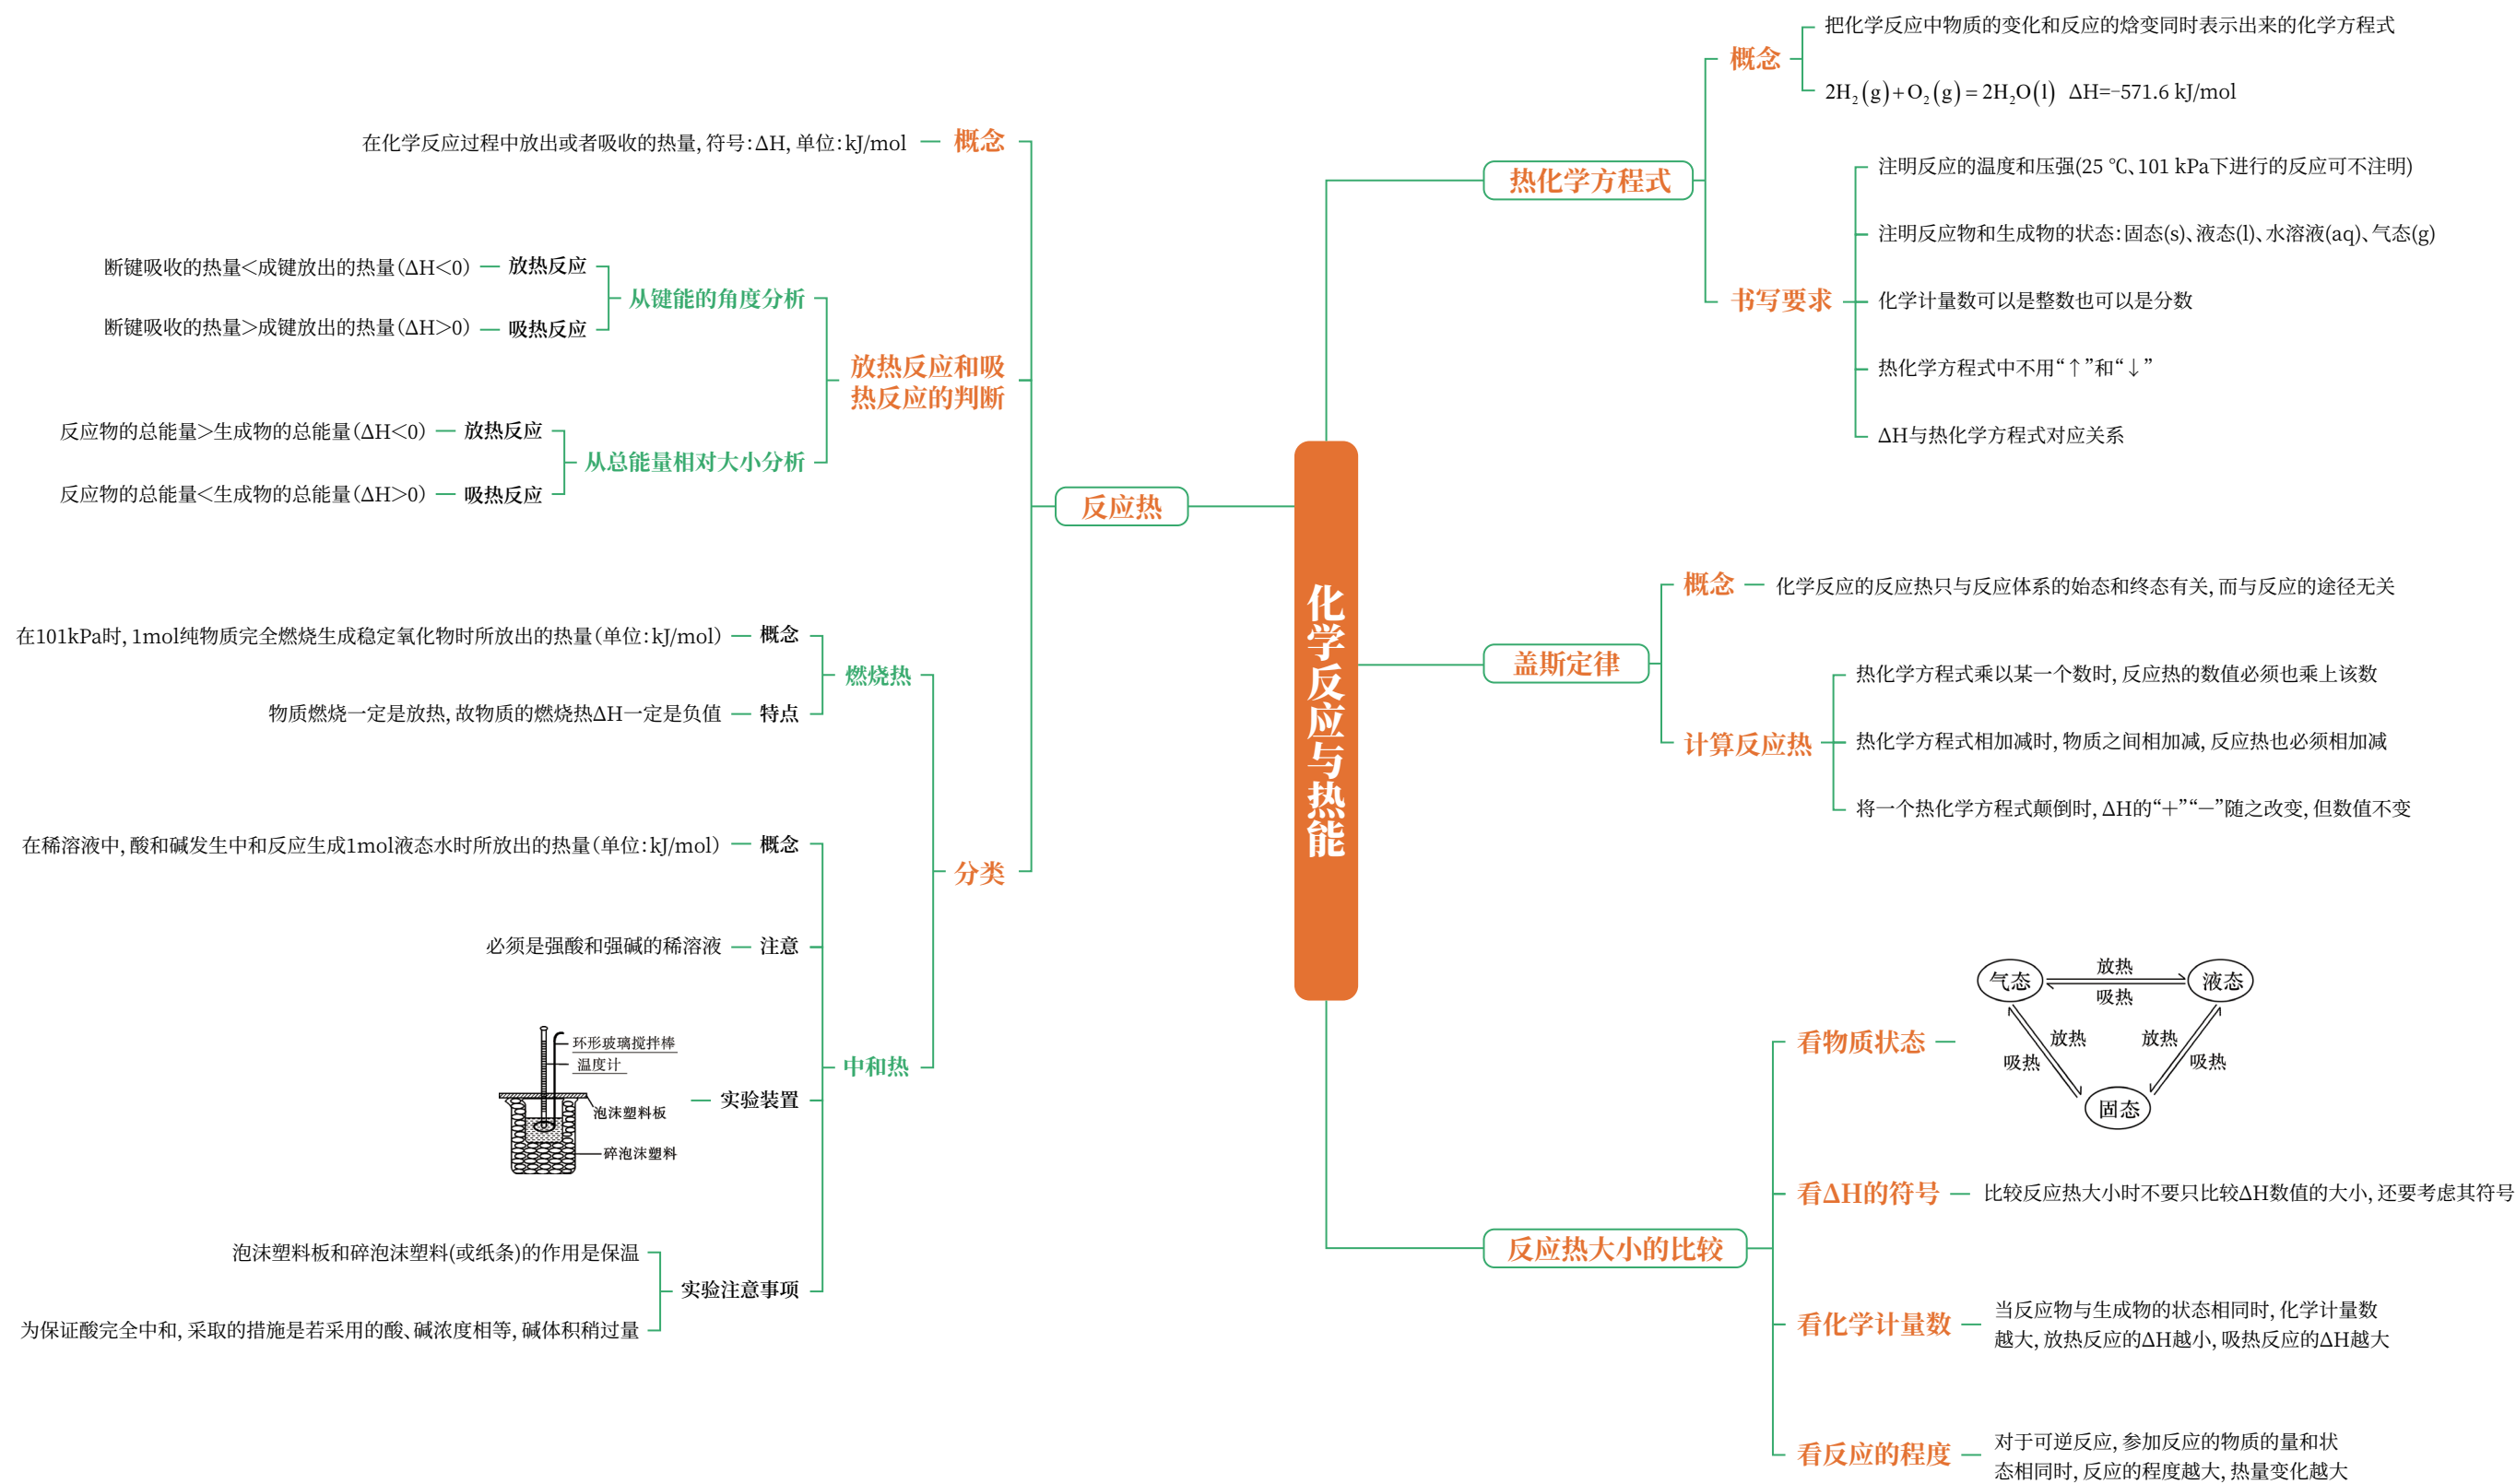 化学反应与热能
反应热
概念
在化学反应过程中放出或者吸收的热量, 符号:ΔH, 单位:kJ/mol
放热反应和吸
热反应的判断
从键能的角度分析
放热反应
断键吸收的热量<成键放出的热量(ΔH<0)
吸热反应
断键吸收的热量>成键放出的热量(ΔH>0)
从总能量相对大小分析
放热反应
反应物的总能量>生成物的总能量(ΔH<0)
吸热反应
反应物的总能量<生成物的总能量(ΔH>0)
分类
燃烧热
概念
在101kPa时, 1mol纯物质完全燃烧生成稳定氧化物时所放出的热量(单位:kJ/mol)
特点
物质燃烧一定是放热, 故物质的燃烧热ΔH一定是负值
中和热
概念
在稀溶液中, 酸和碱发生中和反应生成1mol液态水时所放出的热量(单位:kJ/mol)
注意
必须是强酸和强碱的稀溶液
实验装置
环形玻璃搅拌棒
温度计
泡沫塑料板
碎泡沫塑料
实验注意事项
泡沫塑料板和碎泡沫塑料(或纸条)的作用是保温
为保证酸完全中和, 采取的措施是若采用的酸、碱浓度相等, 碱体积稍过量
热化学方程式
概念
把化学反应中物质的变化和反应的焓变同时表示出来的化学方程式
2H₂(g)+O₂(g)=2H₂O(l) ΔH=-571.6 kJ/mol
书写要求
注明反应的温度和压强(25 ℃、101 kPa下进行的反应可不注明)
注明反应物和生成物的状态:固态(s)、液态(l)、水溶液(aq)、气态(g)
化学计量数可以是整数也可以是分数
热化学方程式中不用“↑”和“↓”
ΔH与热化学方程式对应关系
盖斯定律
概念
化学反应的反应热只与反应体系的始态和终态有关, 而与反应的途径无关
计算反应热
热化学方程式乘以某一个数时, 反应热的数值必须也乘上该数
热化学方程式相加减时, 物质之间相加减, 反应热也必须相加减
将一个热化学方程式颠倒时, ΔH的“+”“—”随之改变, 但数值不变
反应热大小的比较
看物质状态
气态
放热
吸热
液态
放热
吸热
放热
吸热
固态
看ΔH的符号
比较反应热大小时不要只比较ΔH数值的大小, 还要考虑其符号
看化学计量数
当反应物与生成物的状态相同时, 化学计量数
越大, 放热反应的ΔH越小, 吸热反应的ΔH越大
看反应的程度
对于可逆反应, 参加反应的物质的量和状
态相同时, 反应的程度越大, 热量变化越大